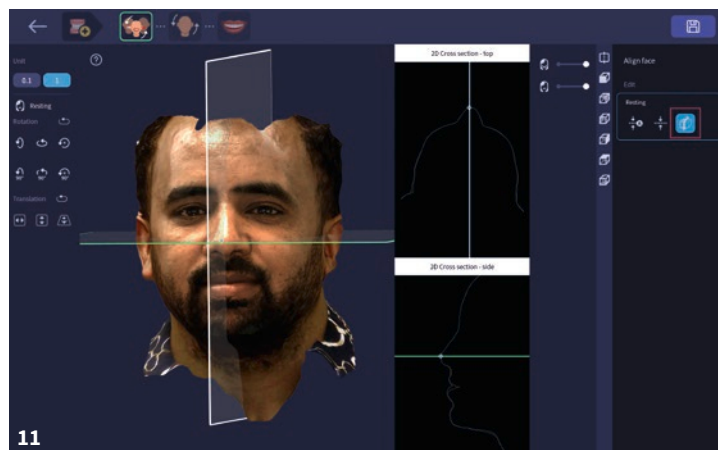 Unit
0.1
1
Resting
Rotation
Translation
2D Cross section - top
2D Cross section - side
Align face
Edit
Resting
11